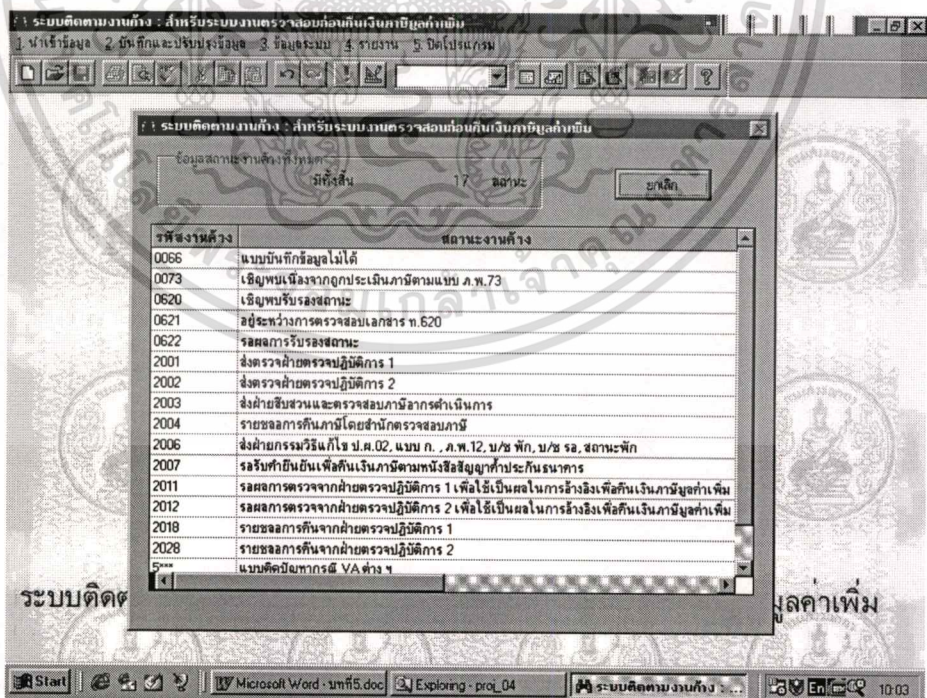 ระบบติดตามงานค้าง : สำหรับระบบงานตรวจสอบก่อนคืนเงินภาษีมูลค่าเพิ่ม
1. นำเข้าข้อมูล 2. บันทึกและปรับปรุงข้อมูล 3. ข้อมูลระบบ 4. รายงาน 5. ปิดโปรแกรม
ระบบติดตามงานค้าง : สำหรับระบบงานตรวจสอบก่อนคืนเงินภาษีมูลค่าเพิ่ม
ข้อมูลสถานะงานค้างทั้งหมด
มีทั้งสิ้น 17 สถานะ
ยกเลิก
รหัสงานค้าง สถานะงานค้าง
0066 แบบบันทึกข้อมูลไม่ได้
0073 เชิญพบเนื่องจากถูกประเมินภาษีตามแบบ ภ.พ.73
0620 เชิญพบรับรองสถานะ
0621 อยู่ระหว่างการตรวจสอบเอกสาร ท.620
0622 รอผลการรับรองสถานะ
2001 ส่งตรวจฝ่ายตรวจปฏิบัติการ 1
2002 ส่งตรวจฝ่ายตรวจปฏิบัติการ 2
2003 ส่งฝ่ายสืบสวนและตรวจสอบภาษีอากรดำเนินการ
2004 รายชลอการคืนภาษีโดยสำนักตรวจสอบภาษี
2006 ส่งฝ่ายกรรมวิธีแก้ไข ป.ผ.02, แบบ ก. , ภ.พ.12, บ/ช พัก, บ/ช รอ, สถานะพัก
2007 รอรับคำยืนยันเพื่อคืนเงินภาษีตามหนังสือสัญญาค้ำประกันธนาคาร
2011 รอผลการตรวจจากฝ่ายตรวจปฏิบัติการ 1 เพื่อใช้เป็นผลในการอ้างอิงเพื่อคืนเงินภาษีมูลค่าเพิ่ม
2012 รอผลการตรวจจากฝ่ายตรวจปฏิบัติการ 2 เพื่อใช้เป็นผลในการอ้างอิงเพื่อคืนเงินภาษีมูลค่าเพิ่ม
2018 รายชลอการคืนจากฝ่ายตรวจปฏิบัติการ 1
2028 รายชลอการคืนจากฝ่ายตรวจปฏิบัติการ 2
5*** แบบติดปัญหากรณี VA ต่าง ๆ
ระบบติดต มูลค่าเพิ่ม
Start Microsoft Word - บทที่5.doc Exploring - proj_04 ระบบติดตามงานค้าง : ... En 10:03